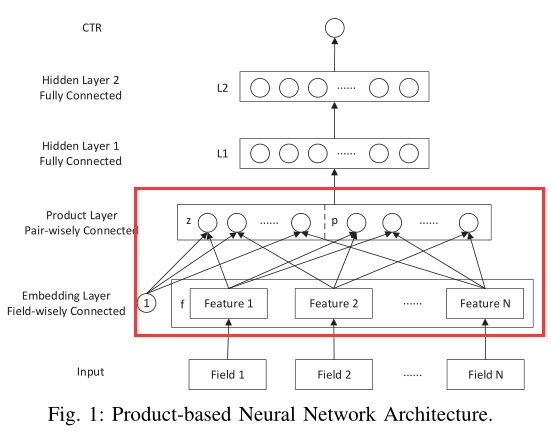 CTR
Hidden Layer 2
Fully Connected
L2
......
Hidden Layer 1
Fully Connected
L1
......
Product Layer
Pair-wisely Connected
z
......
p
......
Embedding Layer
Field-wisely Connected
1
f
Feature 1
Feature 2
......
Feature N
Input
Field 1
Field 2
......
Field N
Fig. 1: Product-based Neural Network Architecture.